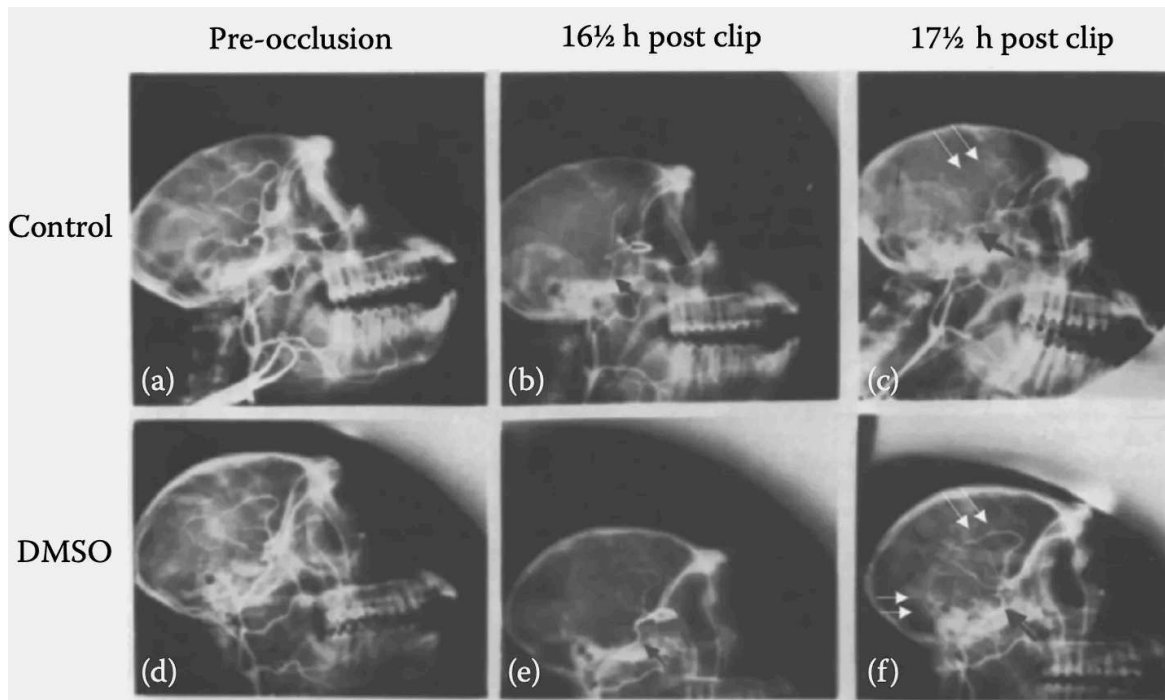 Pre-occlusion 16½ h post clip 17½ h post clip
Control
(a) (b) (c)
DMSO
(d) (e) (f)